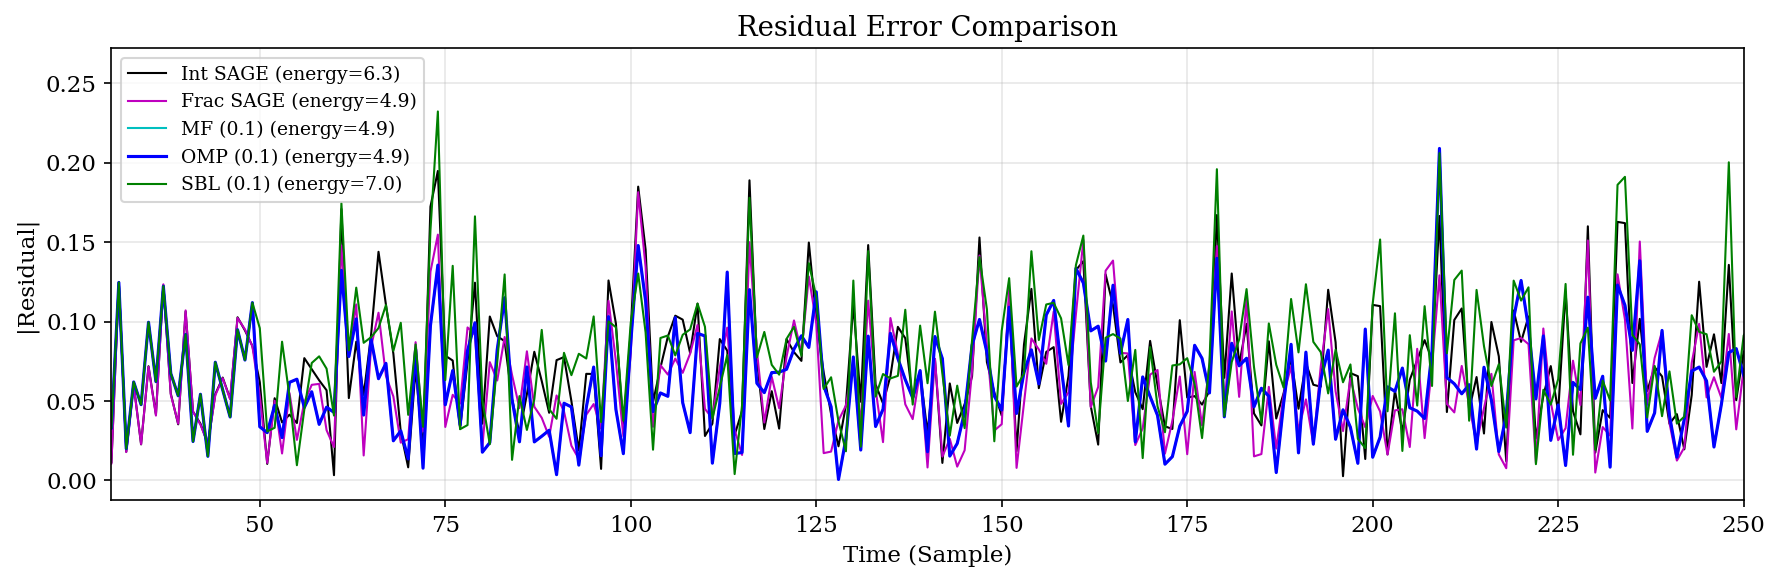 Residual Error Comparison
Int SAGE (energy=6.3)
Frac SAGE (energy=4.9)
MF (0.1) (energy=4.9)
OMP (0.1) (energy=4.9)
SBL (0.1) (energy=7.0)
|Residual|
0.25
0.20
0.15
0.10
0.05
0.00
50 75 100 125 150 175 200 225 250
Time (Sample)